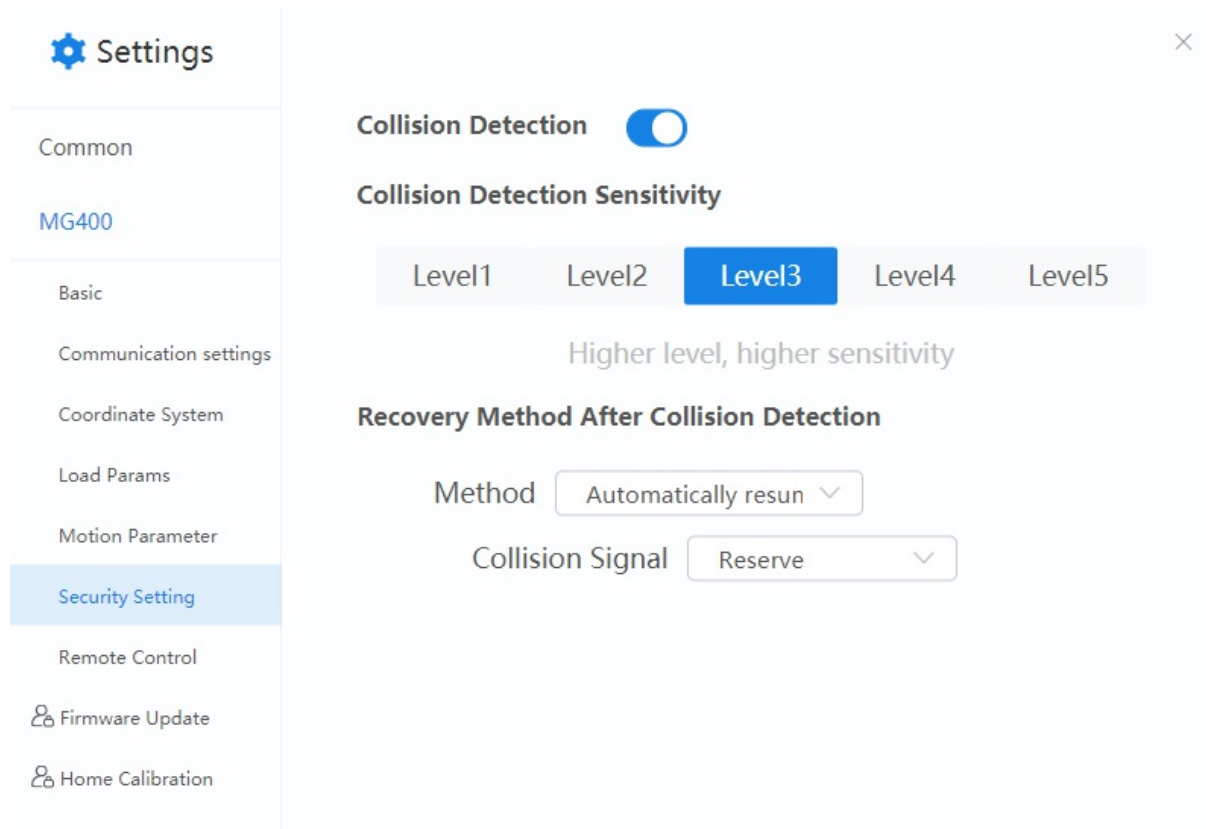 Settings
Common
MG400
Basic
Communication settings
Coordinate System
Load Params
Motion Parameter
Security Setting
Remote Control
Firmware Update
Home Calibration
Collision Detection
Collision Detection Sensitivity
Level1 Level2 Level3 Level4 Level5
Higher level, higher sensitivity
Recovery Method After Collision Detection
Method Automatically resun
Collision Signal Reserve